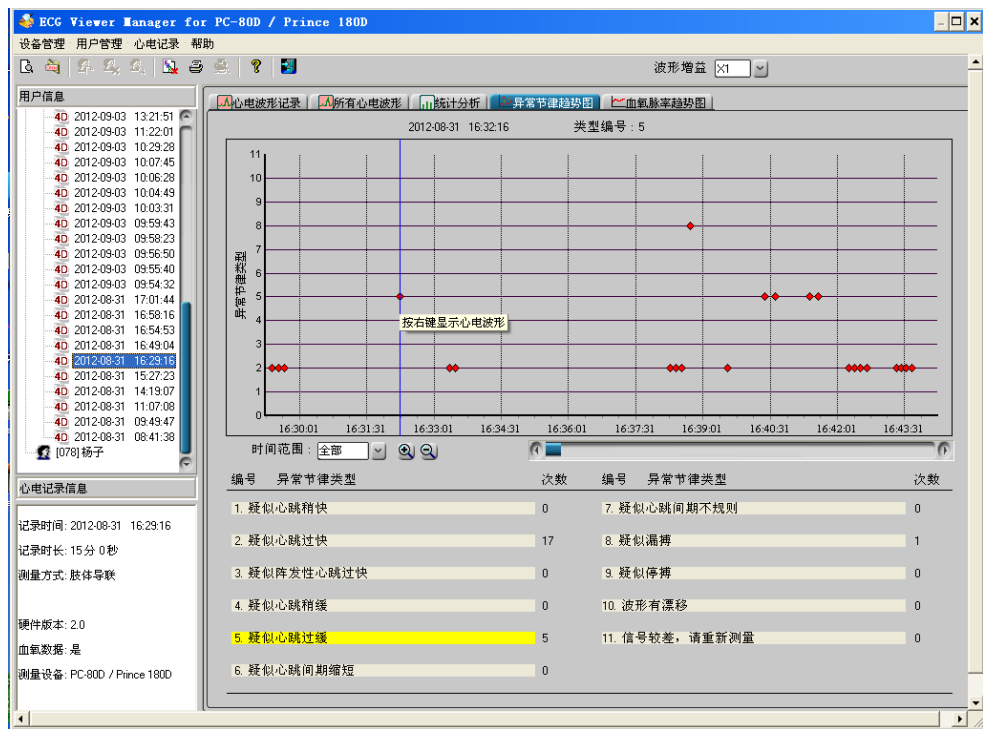 ECG Viewer Manager for PC-80D / Prince 180D
设备管理 用户管理 心电记录 帮助
波形增益 X1
用户信息
心电波形记录 所有心电波形 统计分析 异常节律趋势图 血氧脉率趋势图
4D 2012-09-03 13:21:51
4D 2012-09-03 11:22:01
4D 2012-09-03 10:29:28
4D 2012-09-03 10:07:45
4D 2012-09-03 10:06:28
4D 2012-09-03 10:04:49
4D 2012-09-03 10:03:31
4D 2012-09-03 09:59:43
4D 2012-09-03 09:58:23
4D 2012-09-03 09:56:50
4D 2012-09-03 09:55:40
4D 2012-09-03 09:54:32
4D 2012-08-31 17:01:44
4D 2012-08-31 16:58:16
4D 2012-08-31 16:54:53
4D 2012-08-31 16:49:04
4D 2012-08-31 16:29:16
4D 2012-08-31 15:27:23
4D 2012-08-31 14:19:07
4D 2012-08-31 11:07:08
4D 2012-08-31 09:49:47
4D 2012-08-31 08:41:38
[078]杨子
心电记录信息
记录时间: 2012-08-31 16:29:16
记录时长: 15分 0秒
测量方式: 肢体导联
硬件版本: 2.0
血氧数据: 是
测量设备: PC-80D / Prince 180D
2012-08-31 16:32:16 类型编号 : 5
异常节律类型
11
10
9
8
7
6
5
4
3
2
1
0
按右键显示心电波形
16:30:01 16:31:31 16:33:01 16:34:31 16:36:01 16:37:31 16:39:01 16:40:31 16:42:01 16:43:31
时间范围 : 全部
编号 异常节律类型 次数 编号 异常节律类型 次数
1. 疑似心跳稍快 0 7. 疑似心跳间期不规则 0
2. 疑似心跳过快 17 8. 疑似漏搏 1
3. 疑似阵发性心跳过快 0 9. 疑似停搏 0
4. 疑似心跳稍缓 0 10. 波形有漂移 0
5. 疑似心跳过缓 5 11. 信号较差，请重新测量 0
6. 疑似心跳间期缩短 0